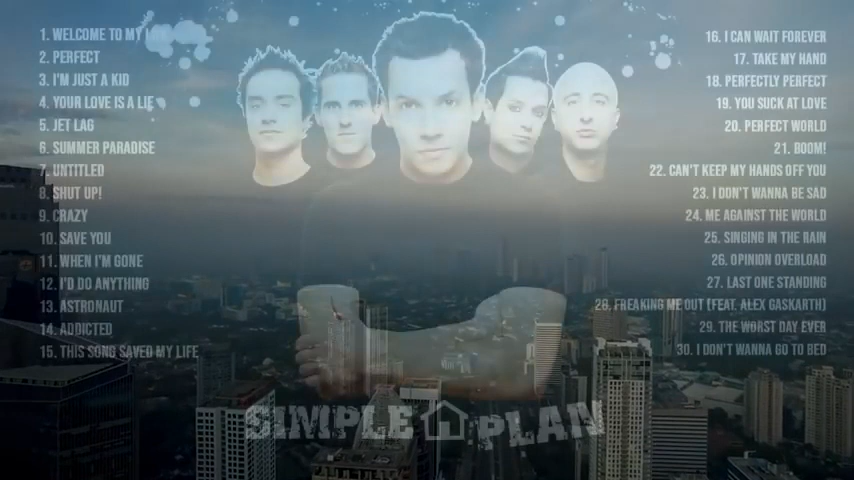 1. WELCOME TO MY LIFE
2. PERFECT
3. I'M JUST A KID
4. YOUR LOVE IS A LIE
5. JET LAG
6. SUMMER PARADISE
7. UNTITLED
8. SHUT UP!
9. CRAZY
10. SAVE YOU
11. WHEN I'M GONE
12. I'D DO ANYTHING
13. ASTRONAUT
14. ADDICTED
15. THIS SONG SAVED MY LIFE
16. I CAN WAIT FOREVER
17. TAKE MY HAND
18. PERFECTLY PERFECT
19. YOU SUCK AT LOVE
20. PERFECT WORLD
21. BOOM!
22. CAN'T KEEP MY HANDS OFF YOU
23. I DON'T WANNA BE SAD
24. ME AGAINST THE WORLD
25. SINGING IN THE RAIN
26. OPINION OVERLOAD
27. LAST ONE STANDING
28. FREAKING ME OUT (FEAT. ALEX GASKARTH)
29. THE WORST DAY EVER
30. I DON'T WANNA GO TO BED
SIMPLE PLAN